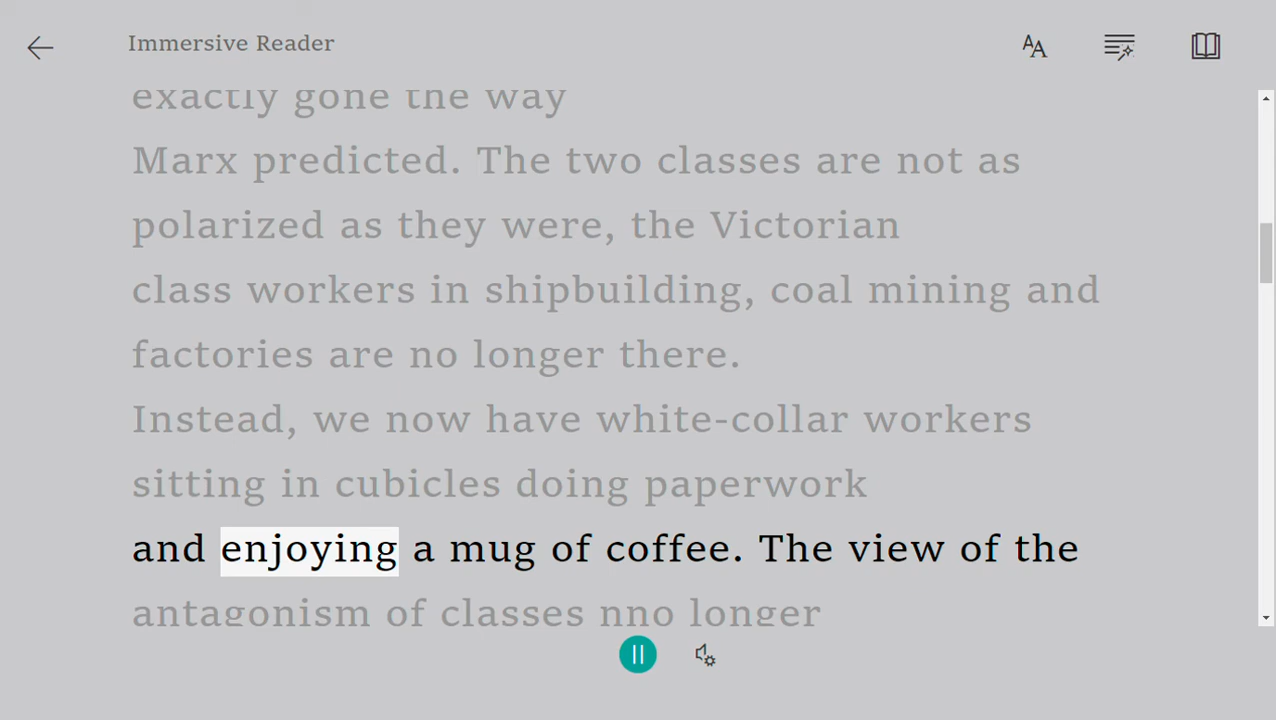 Immersive Reader
exactly gone the way
Marx predicted. The two classes are not as
polarized as they were, the Victorian
class workers in shipbuilding, coal mining and
factories are no longer there.
Instead, we now have white-collar workers
sitting in cubicles doing paperwork
and enjoying a mug of coffee. The view of the
antagonism of classes nno longer